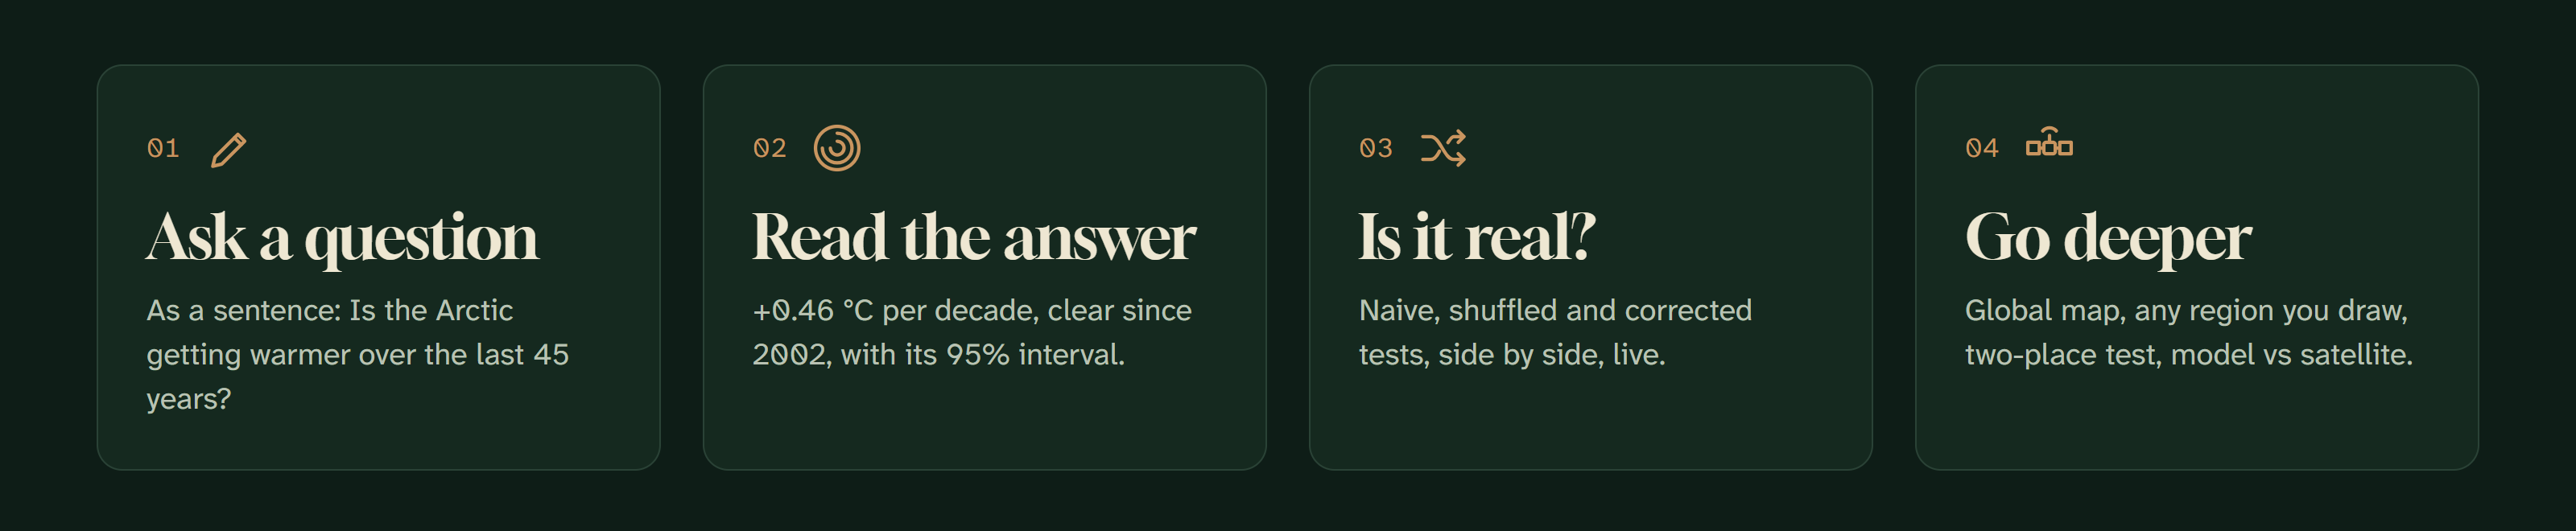 01
Ask a question
As a sentence: Is the Arctic
getting warmer over the last 45
years?
02
Read the answer
+0.46 °C per decade, clear since
2002, with its 95% interval.
03
Is it real?
Naive, shuffled and corrected
tests, side by side, live.
04
Go deeper
Global map, any region you draw,
two-place test, model vs satellite.